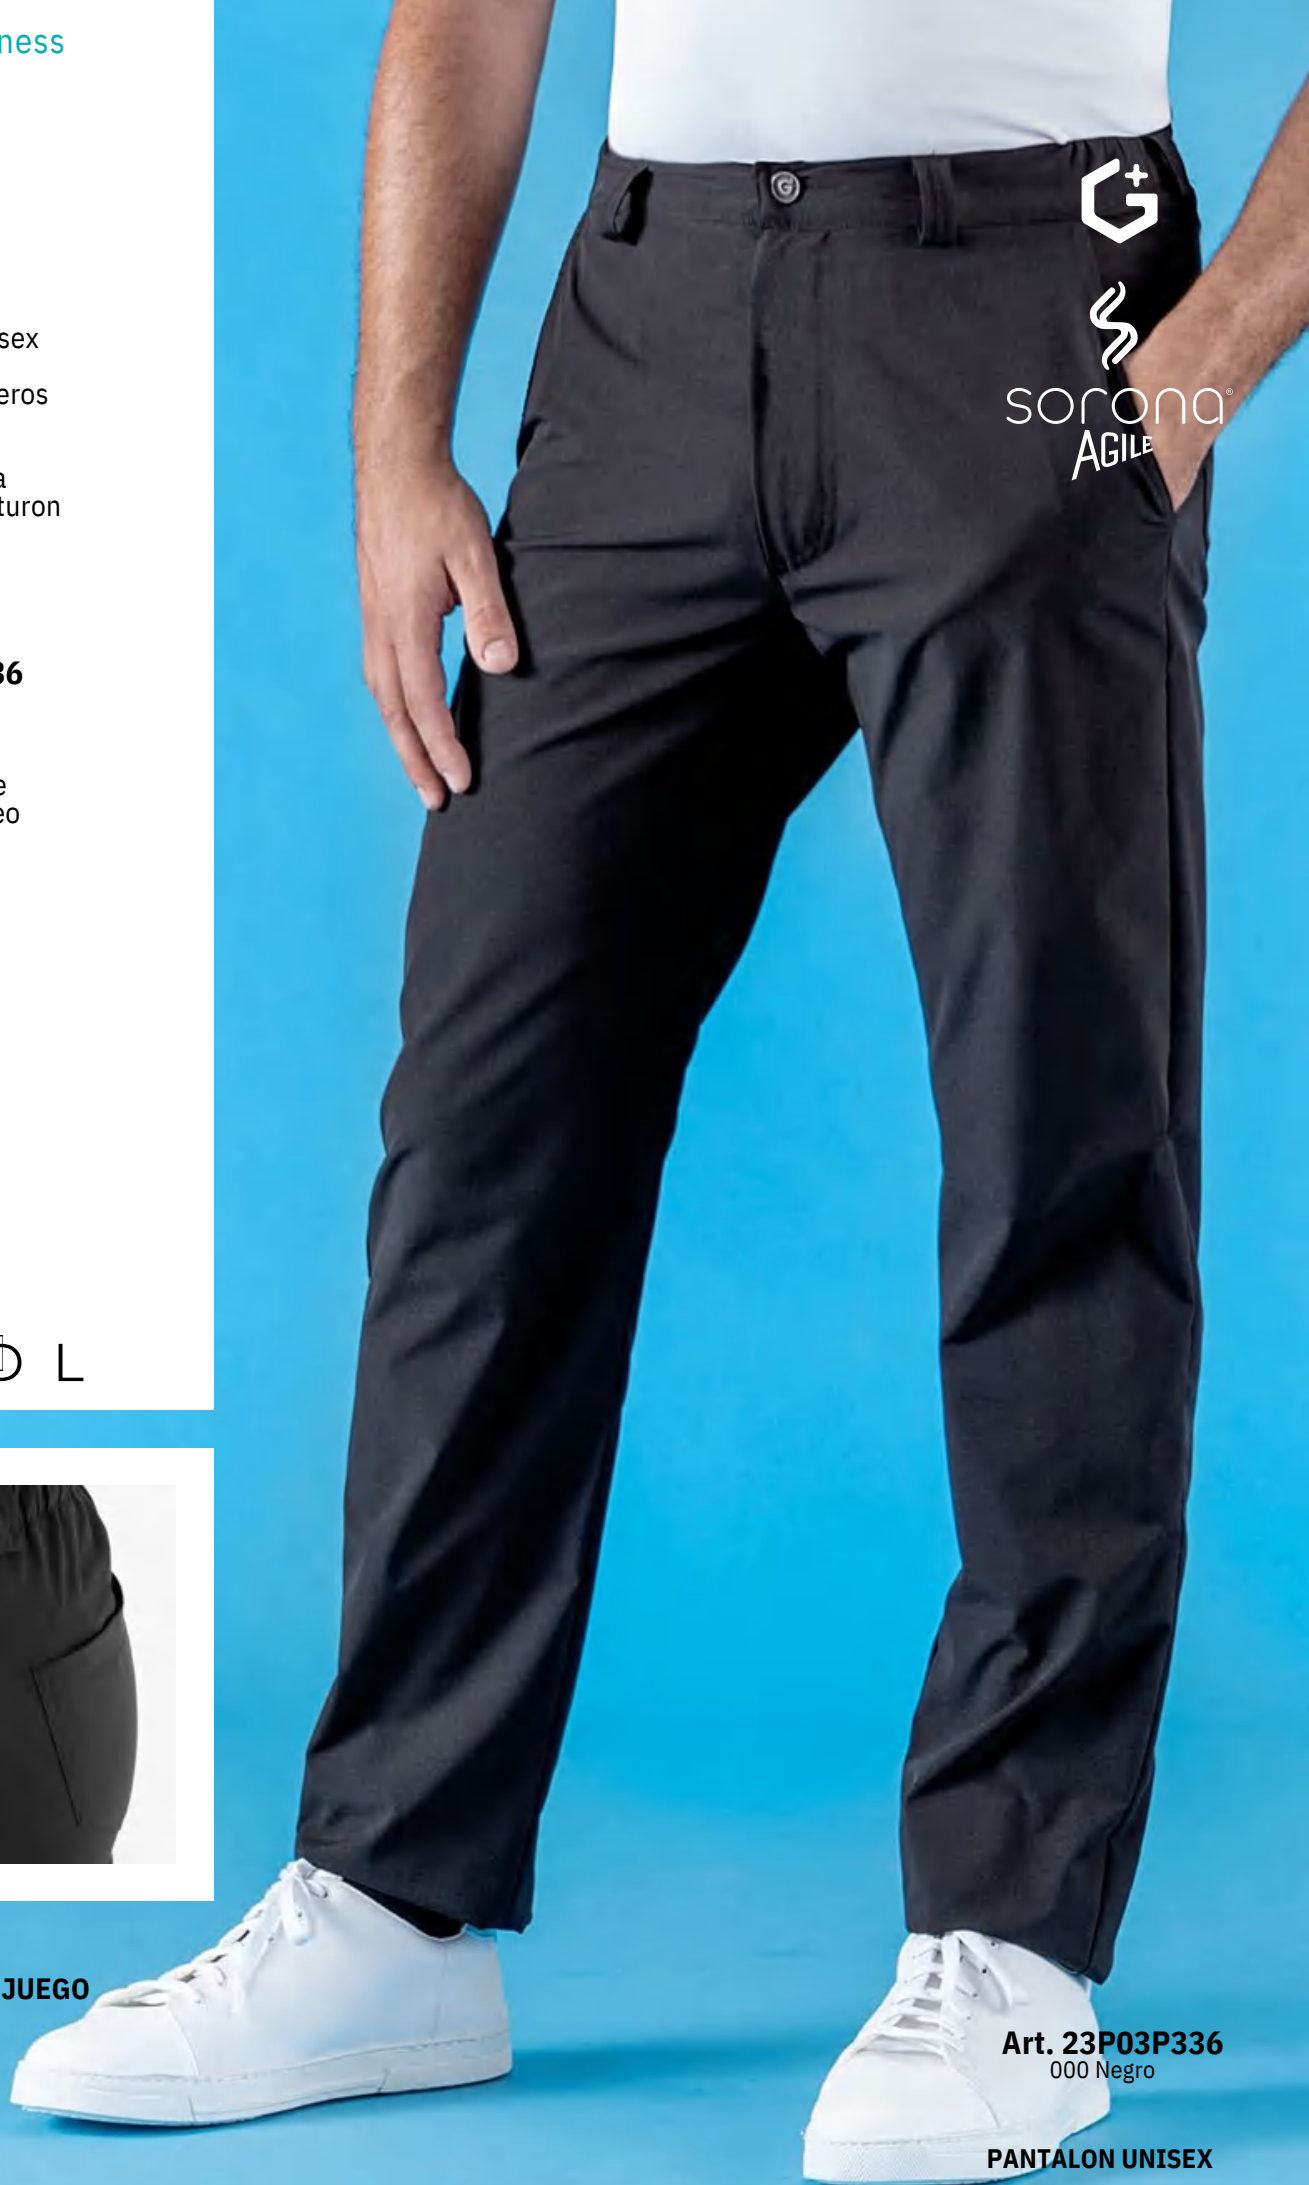 ness
sex
eros
a
turon
36
e
eo
O L
JUEGO
G
G+
sorona®
AGILE
Art. 23P03P336
000 Negro
PANTALON UNISEX